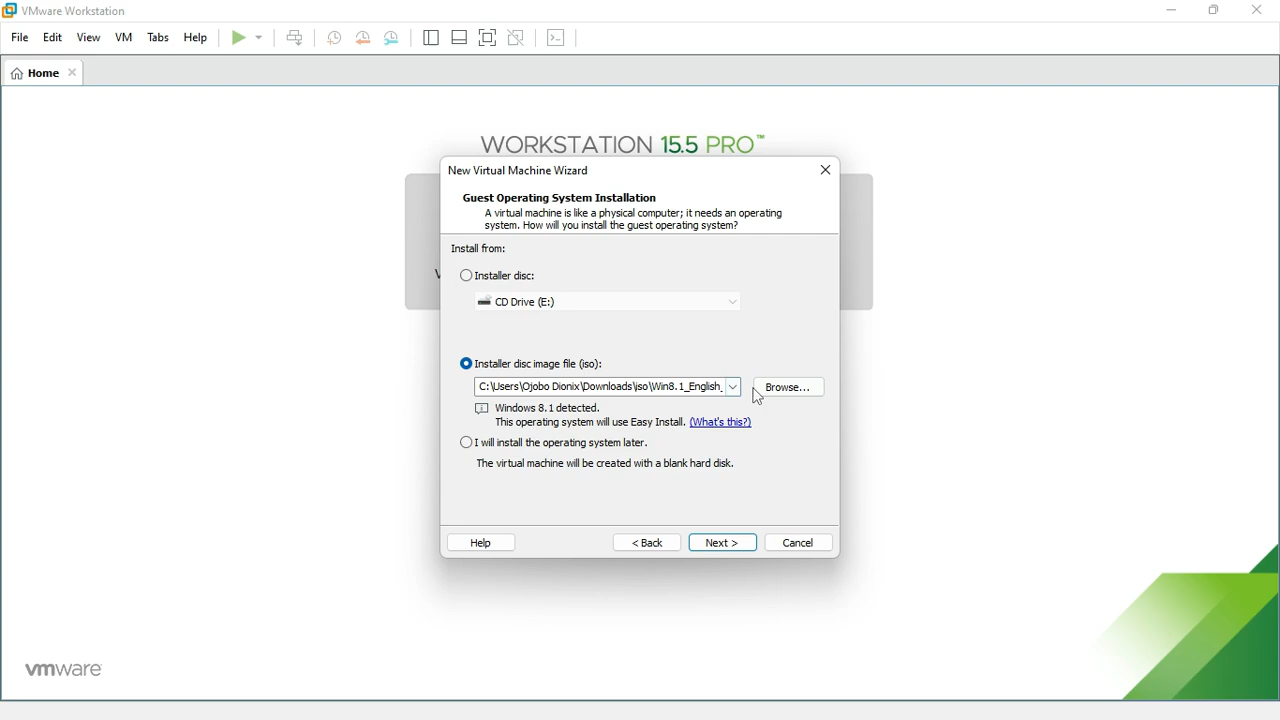 VMware Workstation
File Edit View VM Tabs Help
Home
WORKSTATION 15.5 PRO™
New Virtual Machine Wizard
Guest Operating System Installation
A virtual machine is like a physical computer; it needs an operating
system. How will you install the guest operating system?
Install from:
Installer disc:
CD Drive (E:)
Installer disc image file (iso):
C:\Users\Ojobo Dionix\Downloads\iso\Win8.1_English_
Browse...
Windows 8.1 detected.
This operating system will use Easy Install. (What's this?)
I will install the operating system later.
The virtual machine will be created with a blank hard disk.
Help < Back Next > Cancel
vmware